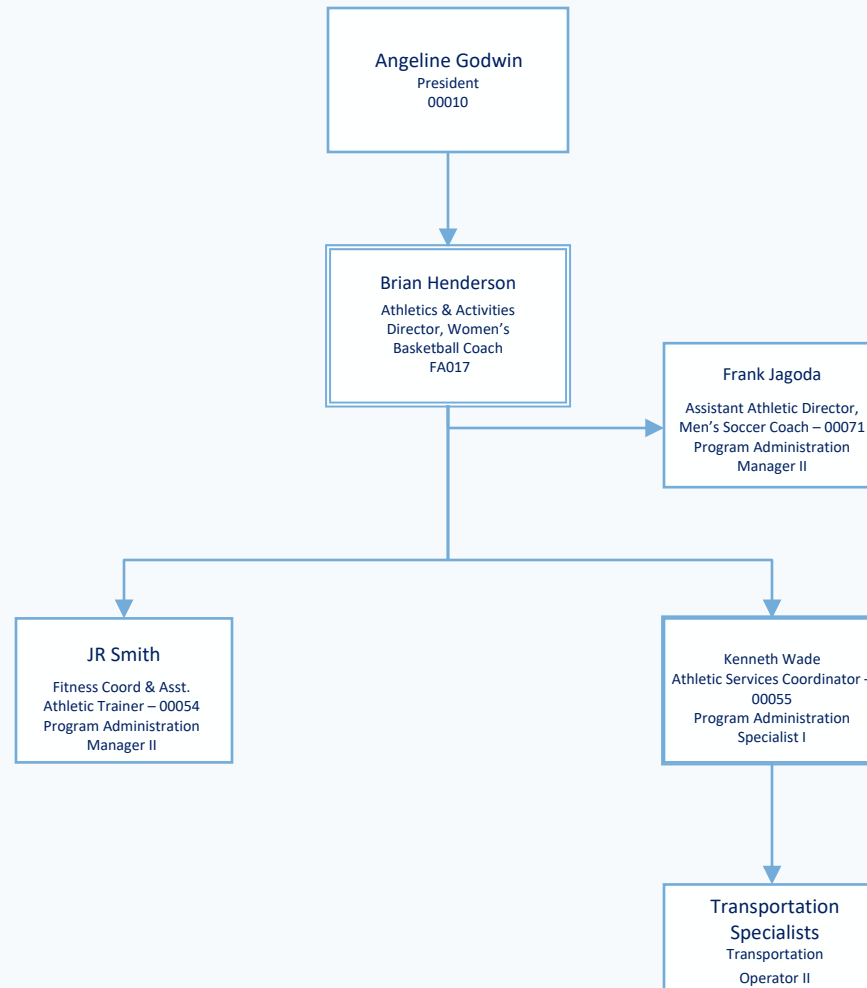 Angeline Godwin
President
00010
Brian Henderson
Athletics & Activities
Director, Women’s
Basketball Coach
FA017
Frank Jagoda
Assistant Athletic Director,
Men’s Soccer Coach – 00071
Program Administration
Manager II
JR Smith
Fitness Coord & Asst.
Athletic Trainer – 00054
Program Administration
Manager II
Kenneth Wade
Athletic Services Coordinator –
00055
Program Administration
Specialist I
Transportation
Specialists
Transportation
Operator II